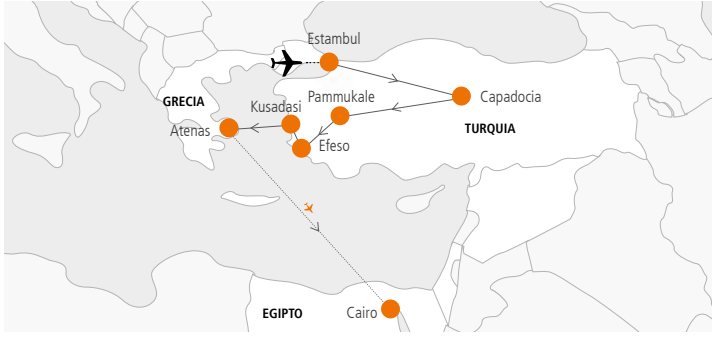 Estambul
GRECIA
Pammukale
Capadocia
Kusadasi
Atenas
TURQUIA
Efeso
EGIPTO
Cairo